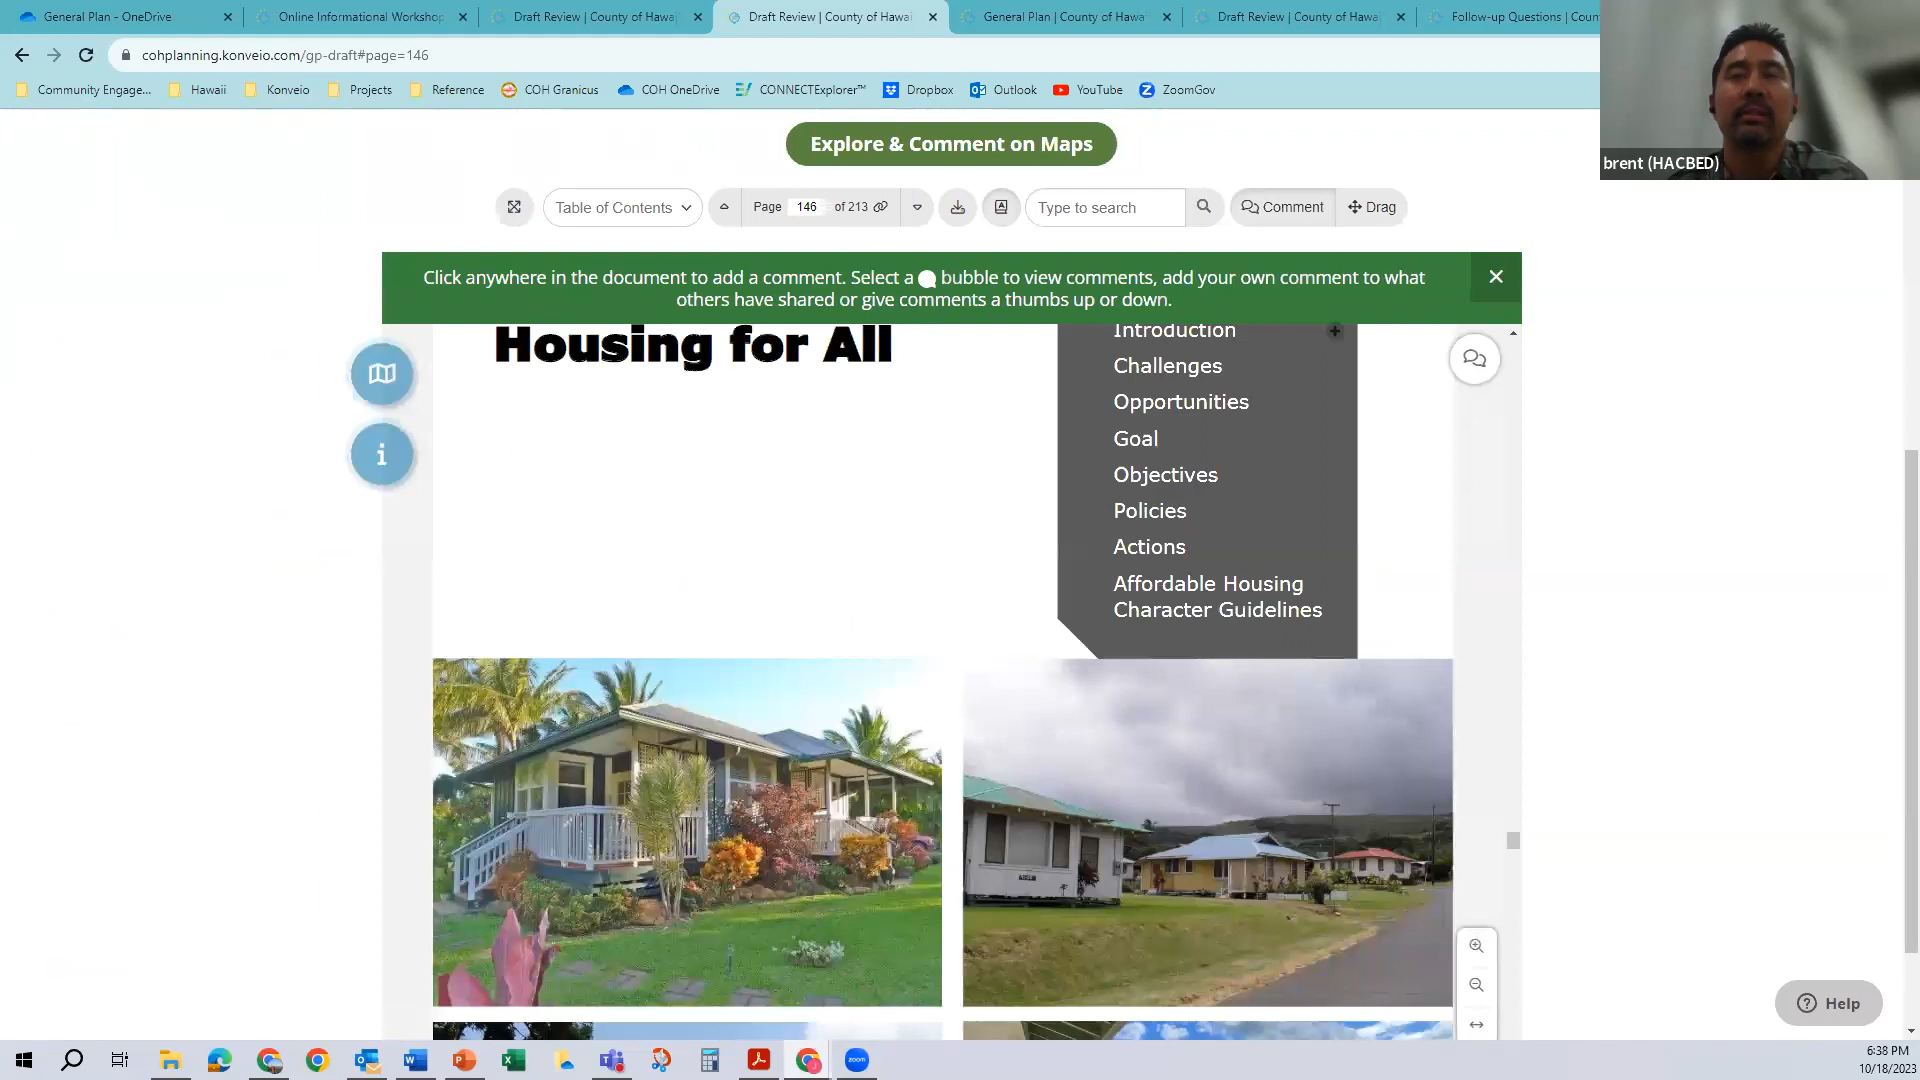 General Plan - OneDrive
Online Informational Workshop
Draft Review | County of Hawai
Draft Review | County of Hawai
General Plan | County of Hawa
Draft Review | County of Hawa
Follow-up Questions | Coun
cohplanning.konveio.com/gp-draft#page=146
Community Engage...
Hawaii
Konveio
Projects
Reference
COH Granicus
COH OneDrive
CONNECTExplorer™
Dropbox
Outlook
YouTube
ZoomGov
brent (HACBED)
Explore & Comment on Maps
Table of Contents
Page 146 of 213
Type to search
Comment
Drag
Click anywhere in the document to add a comment. Select a bubble to view comments, add your own comment to what
others have shared or give comments a thumbs up or down.
Housing for All
Introduction
Challenges
Opportunities
Goal
Objectives
Policies
Actions
Affordable Housing
Character Guidelines
Help
zoom
6:38 PM
10/18/2023